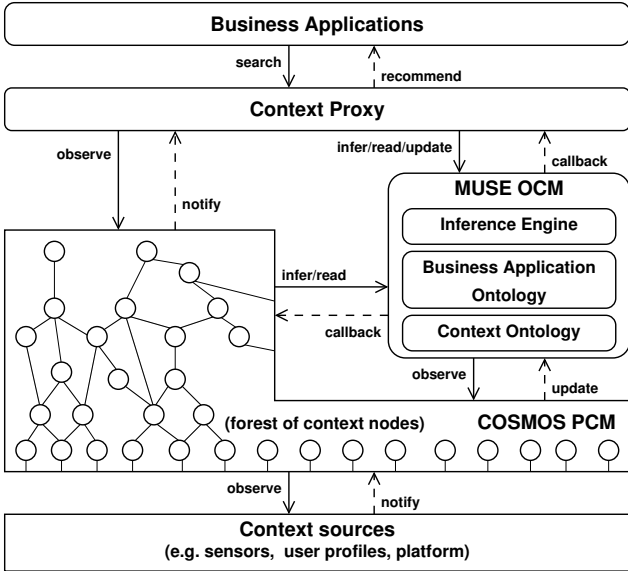 Business Applications
search
recommend
Context Proxy
observe
notify
infer/read/update
callback
MUSE OCM
Inference Engine
Business Application
Ontology
Context Ontology
infer/read
callback
observe
update
(forest of context nodes)
COSMOS PCM
observe
notify
Context sources
(e.g. sensors, user profiles, platform)